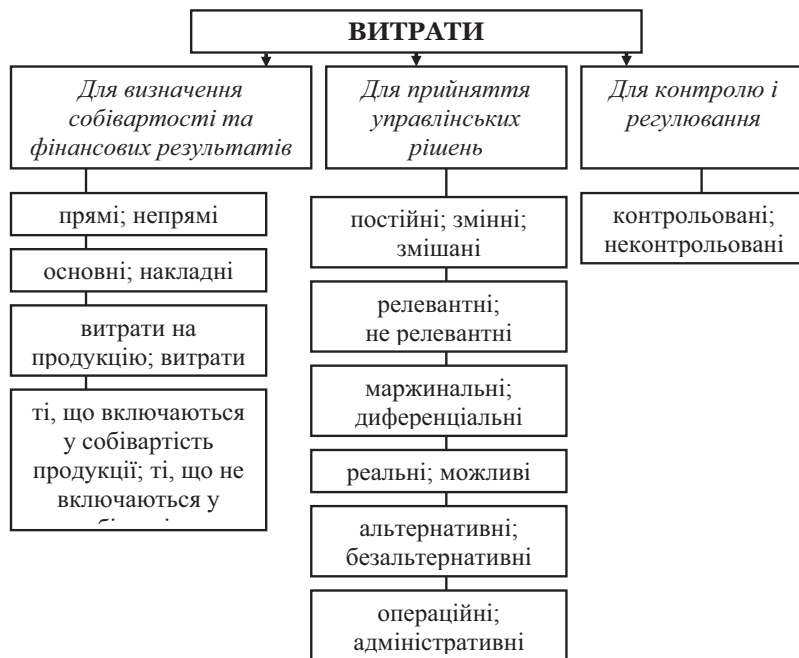 ВИТРАТИ
Для визначення
собівартості та
фінансових результатів
прямі; непрямі
основні; накладні
витрати на
продукцію; витрати
ті, що включаються
у собівартість
продукції; ті, що не
включаються у
Для прийняття
управлінських
рішень
постійні; змінні;
змішані
релевантні;
не релевантні
маржинальні;
диференціальні
реальні; можливі
альтернативні;
безальтернативні
операційні;
адміністративні
Для контролю і
регулювання
контрольовані;
неконтрольовані